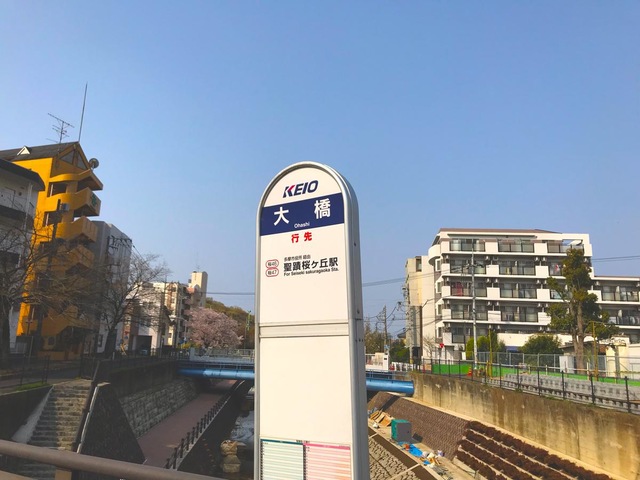 KEIO
大橋
Ohashi
行先
多摩市役所 経由
聖蹟桜ヶ丘駅
For Seiseki sakuragaoka Sta.